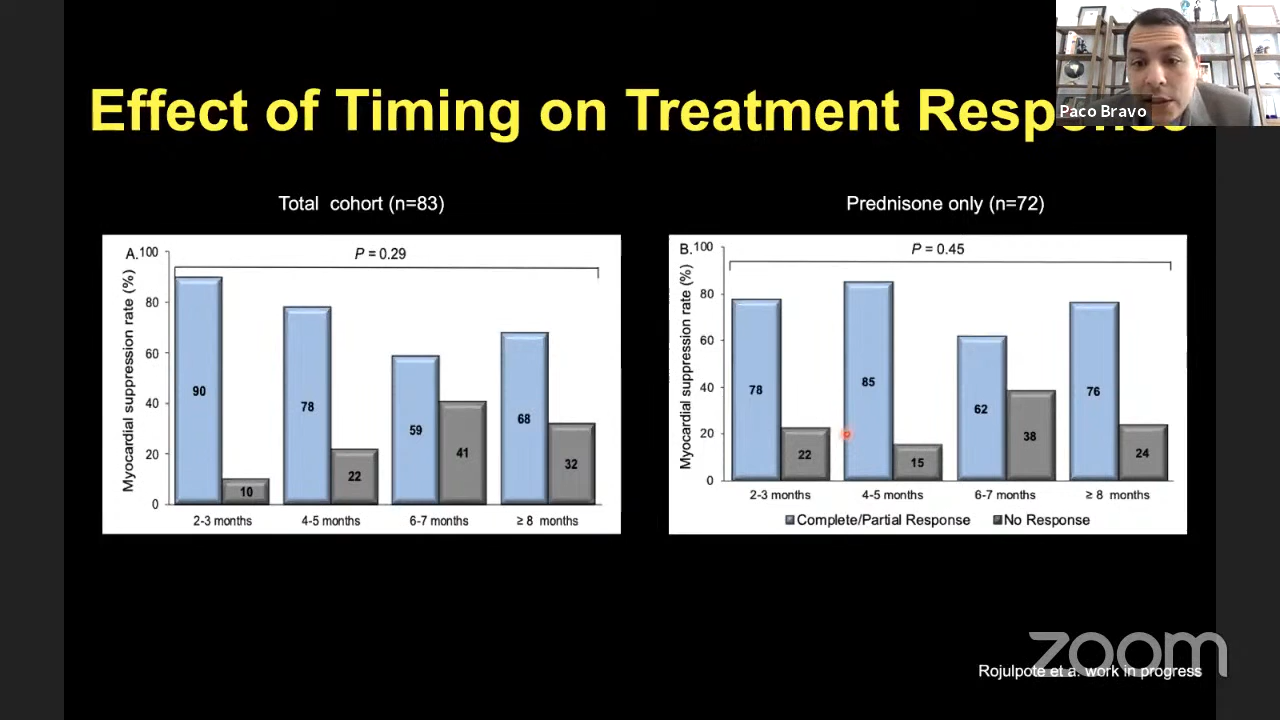 Effect of Timing on Treatment Response
Paco Bravo
Total cohort (n=83)
A.
P = 0.29
Myocardial suppression rate (%)
100
80
60
40
20
0
90
10
78
22
59
41
68
32
2-3 months
4-5 months
6-7 months
≥ 8 months
Prednisone only (n=72)
B.
P = 0.45
Myocardial suppression rate (%)
100
80
60
40
20
0
78
22
85
15
62
38
76
24
2-3 months
4-5 months
6-7 months
≥ 8 months
Complete/Partial Response
No Response
zoom
Rojulpote et a. work in progress